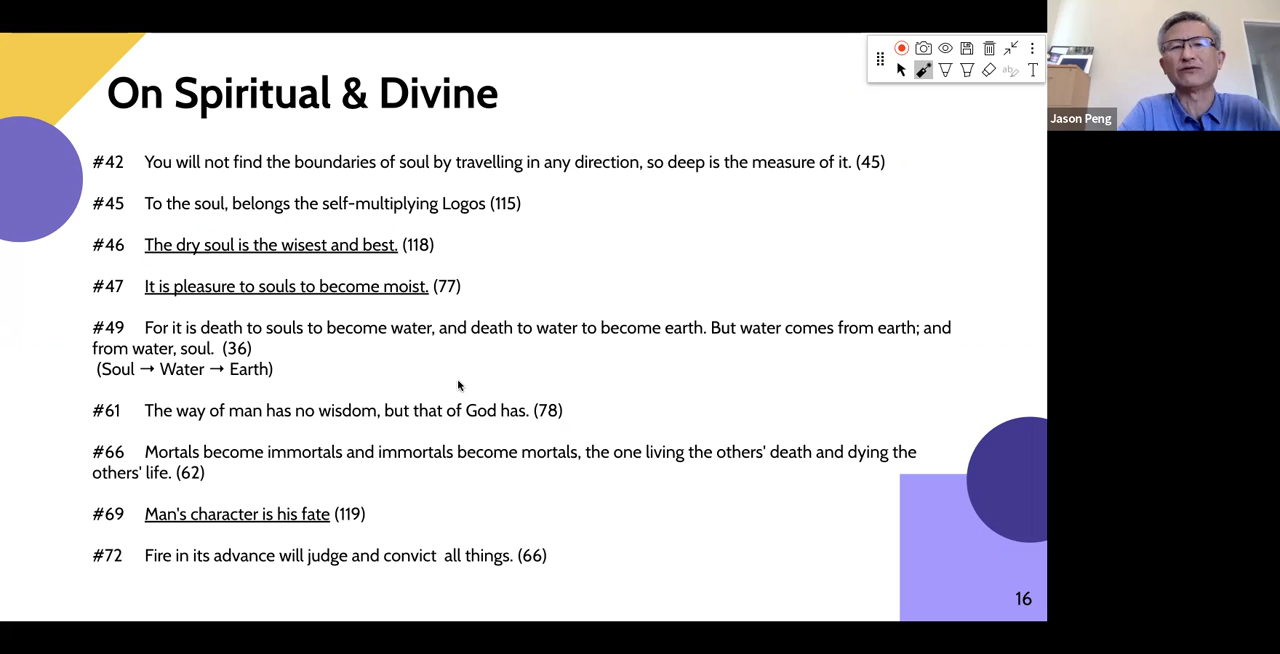 On Spiritual & Divine
#42 You will not find the boundaries of soul by travelling in any direction, so deep is the measure of it. (45)
#45 To the soul, belongs the self-multiplying Logos (115)
#46 The dry soul is the wisest and best. (118)
#47 It is pleasure to souls to become moist. (77)
#49 For it is death to souls to become water, and death to water to become earth. But water comes from earth; and
from water, soul. (36)
(Soul → Water → Earth)
#61 The way of man has no wisdom, but that of God has. (78)
#66 Mortals become immortals and immortals become mortals, the one living the others' death and dying the
others' life. (62)
#69 Man's character is his fate (119)
#72 Fire in its advance will judge and convict all things. (66)
16
ab
T
Jason Peng